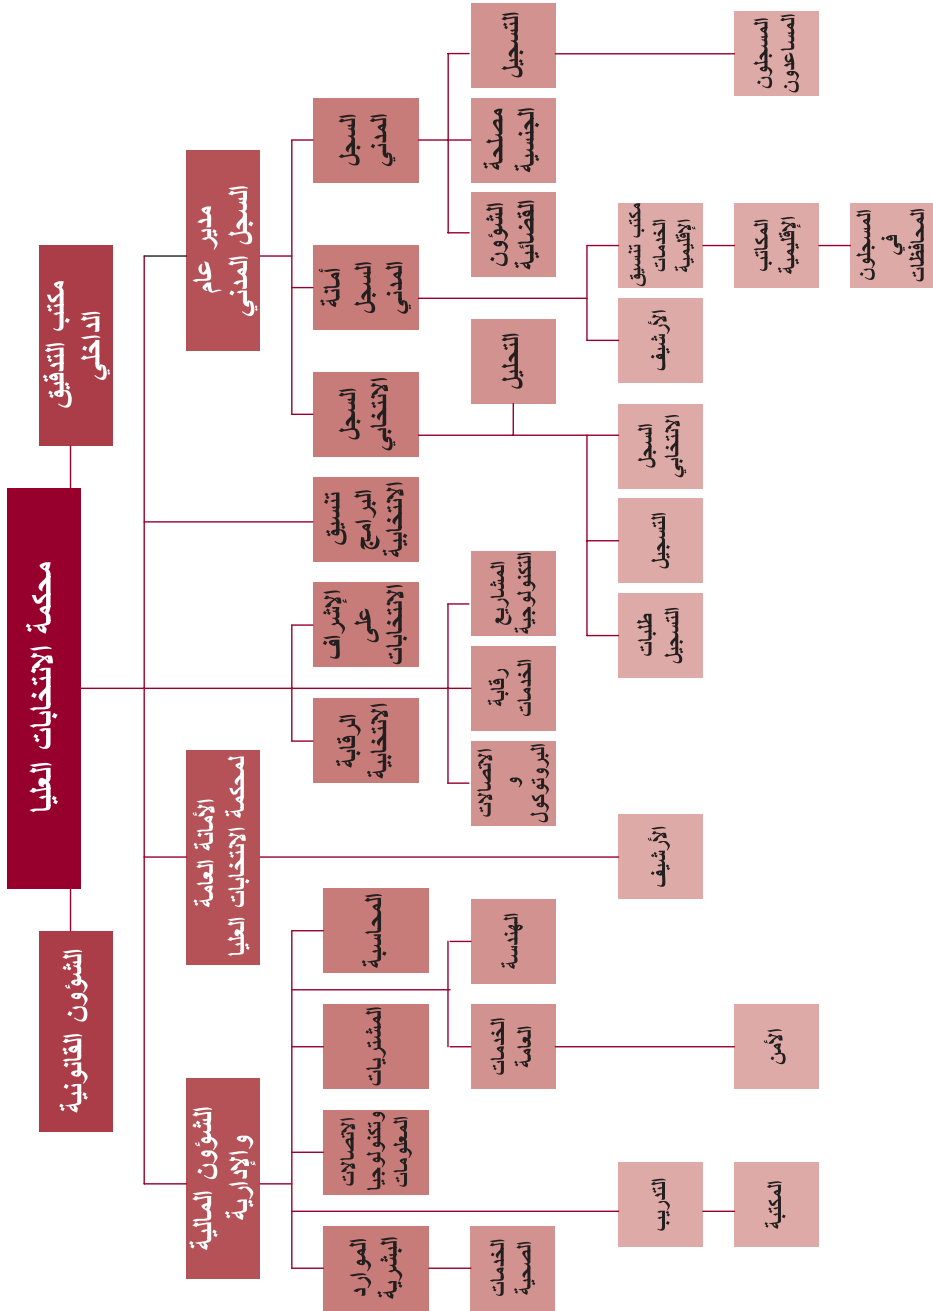 محكمة الانتخابات العليا
مكتب التدقيق
الداخلي
الشؤون القانونية
مدير عام
السجل المدني
الأمانة العامة
لمحكمة الانتخابات العليا
الشؤون المالية
والإدارية
السجل
المدني
أمانة
السجل
المدني
السجل
الانتخابي
تنسيق
البرامج
الانتخابية
الإشراف
على
الانتخابات
الرقابة
الانتخابية
المحاسبة
المشتريات
الاتصالات
وتكنولوجيا
المعلومات
الموارد
البشرية
التسجيل
مصلحة
الجنسية
الشؤون
القضائية
التحليل
المشاريع
التكنولوجية
رقابة
الخدمات
الاتصالات
و
البروتوكول
الهندسة
الخدمات
العامة
الخدمات
الصحية
مكتب تنسيق
الخدمات
الإقليمية
الأرشيف
السجل
الانتخابي
التسجيل
طلبات
التسجيل
الأرشيف
التدريب
المسجلون
المساعدون
المكاتب
الإقليمية
الأمن
المكتبة
المسجلون
في
المحافظات